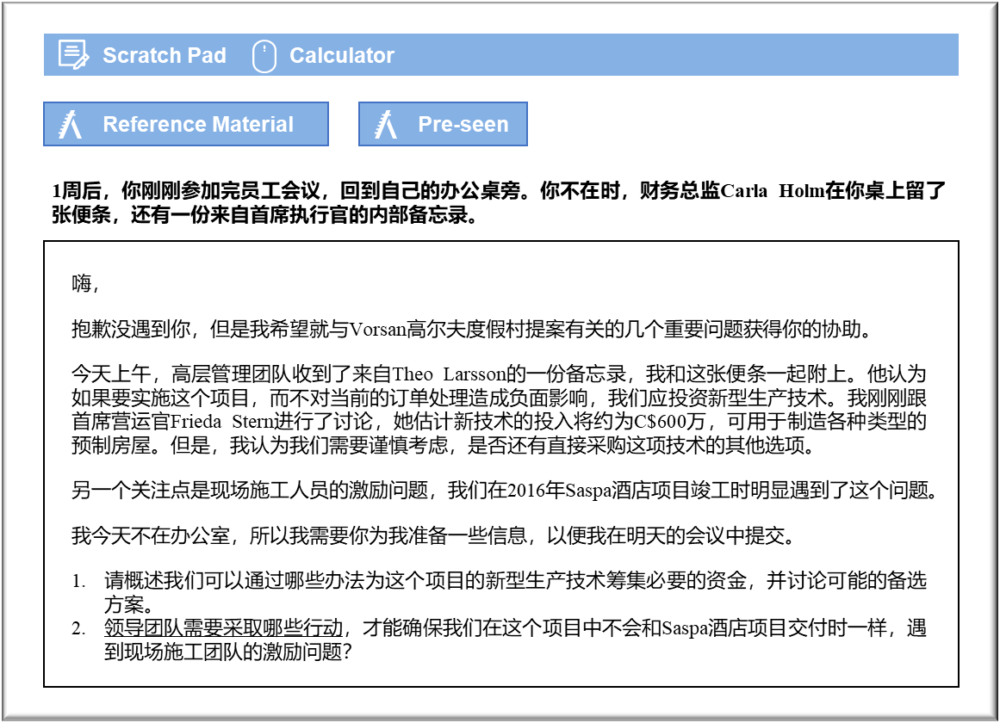 Scratch Pad
Calculator
Reference Material
Pre-seen
1周后，你刚刚参加完员工会议，回到自己的办公桌旁。你不在时，财务总监Carla Holm在你桌上留了
张便条，还有一份来自首席执行官的内部备忘录。
嗨，
抱歉没遇到你，但是我希望就与Vorsan高尔夫度假村提案有关的几个重要问题获得你的协助。
今天上午，高层管理团队收到了来自Theo Larsson的一份备忘录，我和这张便条一起附上。他认为
如果要实施这个项目，而不对当前的订单处理造成负面影响，我们应投资新型生产技术。我刚刚跟
首席营运官Frieda Stern进行了讨论，她估计新技术的投入将约为C$600万，可用于制造各种类型的
预制房屋。但是，我认为我们需要谨慎考虑，是否还有直接采购这项技术的其他选项。
另一个关注点是现场施工人员的激励问题，我们在2016年Saspa酒店项目竣工时明显遇到了这个问题。
我今天不在办公室，所以我需要你为我准备一些信息，以便我在明天的会议中提交。
1. 请概述我们可以通过哪些办法为这个项目的新型生产技术筹集必要的资金，并讨论可能的备选
方案。
2. 领导团队需要采取哪些行动，才能确保我们在这个项目中不会和Saspa酒店项目交付时一样，遇
到现场施工团队的激励问题？